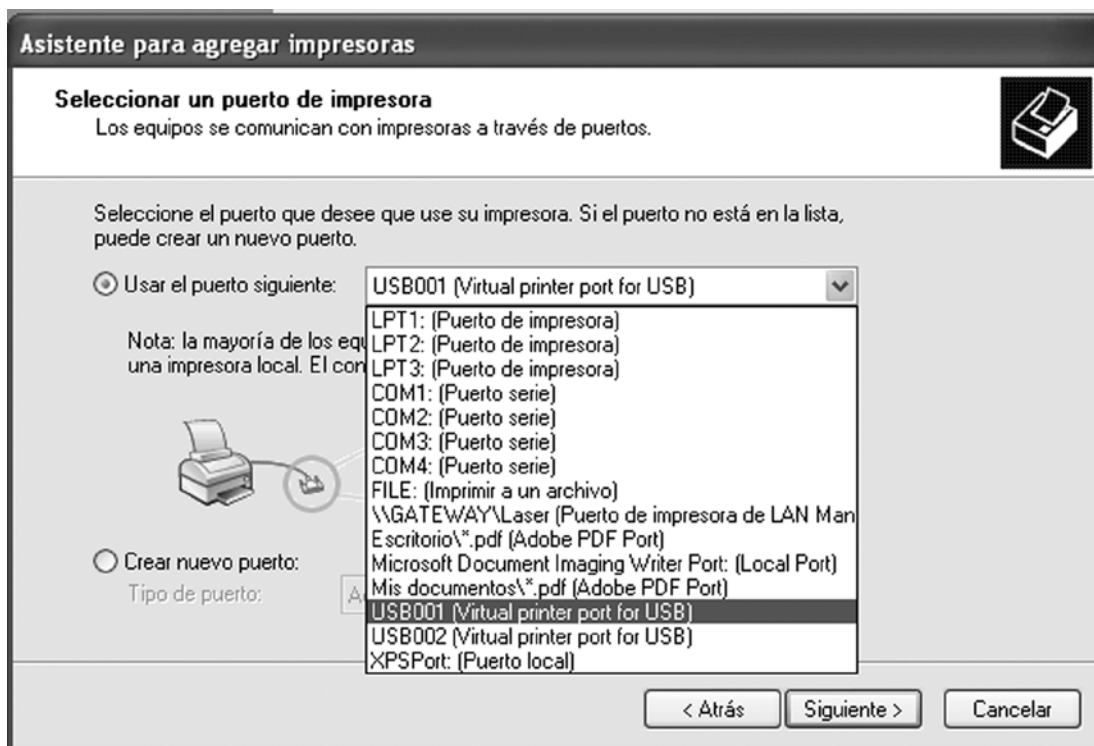 Asistente para agregar impresoras
Seleccionar un puerto de impresora
Los equipos se comunican con impresoras a través de puertos.
Seleccione el puerto que desee que use su impresora. Si el puerto no está en la lista,
puede crear un nuevo puerto.
Usar el puerto siguiente:
USB001 (Virtual printer port for USB)
Nota: la mayoría de los
una impresora local. El
LPT1: (Puerto de impresora)
LPT2: (Puerto de impresora)
LPT3: (Puerto de impresora)
COM1: (Puerto serie)
COM2: (Puerto serie)
COM3: (Puerto serie)
COM4: (Puerto serie)
FILE: (Imprimir a un archivo)
\\GATEWAY\Laser (Puerto de impresora de LAN Man
Escritorio\*.pdf (Adobe PDF Port)
Microsoft Document Imaging Writer Port: (Local Port)
Mis documentos\*.pdf (Adobe PDF Port)
USB001 (Virtual printer port for USB)
USB002 (Virtual printer port for USB)
XPSPort: (Puerto local)
Crear nuevo puerto:
Tipo de puerto:
< Atrás
Siguiente >
Cancelar